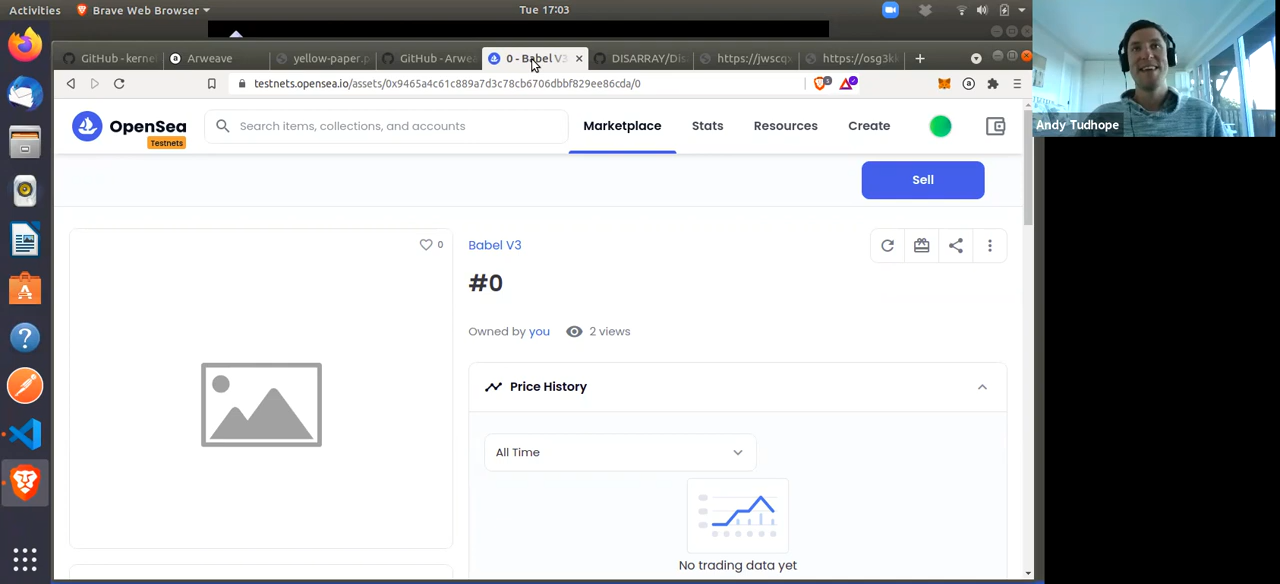 Activities
Brave Web Browser
Tue 17:03
GitHub - kerne
Arweave
yellow-paper.p
GitHub - Arwe
0 - Babel V3
DISARRAY/Dis
https://jwscqx
https://osg3kl
testnets.opensea.io/assets/0x9465a4c61c889a7d3c78cb6706dbbf829ee86cda/0
OpenSea
Testnets
Search items, collections, and accounts
Marketplace
Stats
Resources
Create
Andy Tudhope
Sell
0
Babel V3
#0
Owned by you
2 views
Price History
All Time
No trading data yet